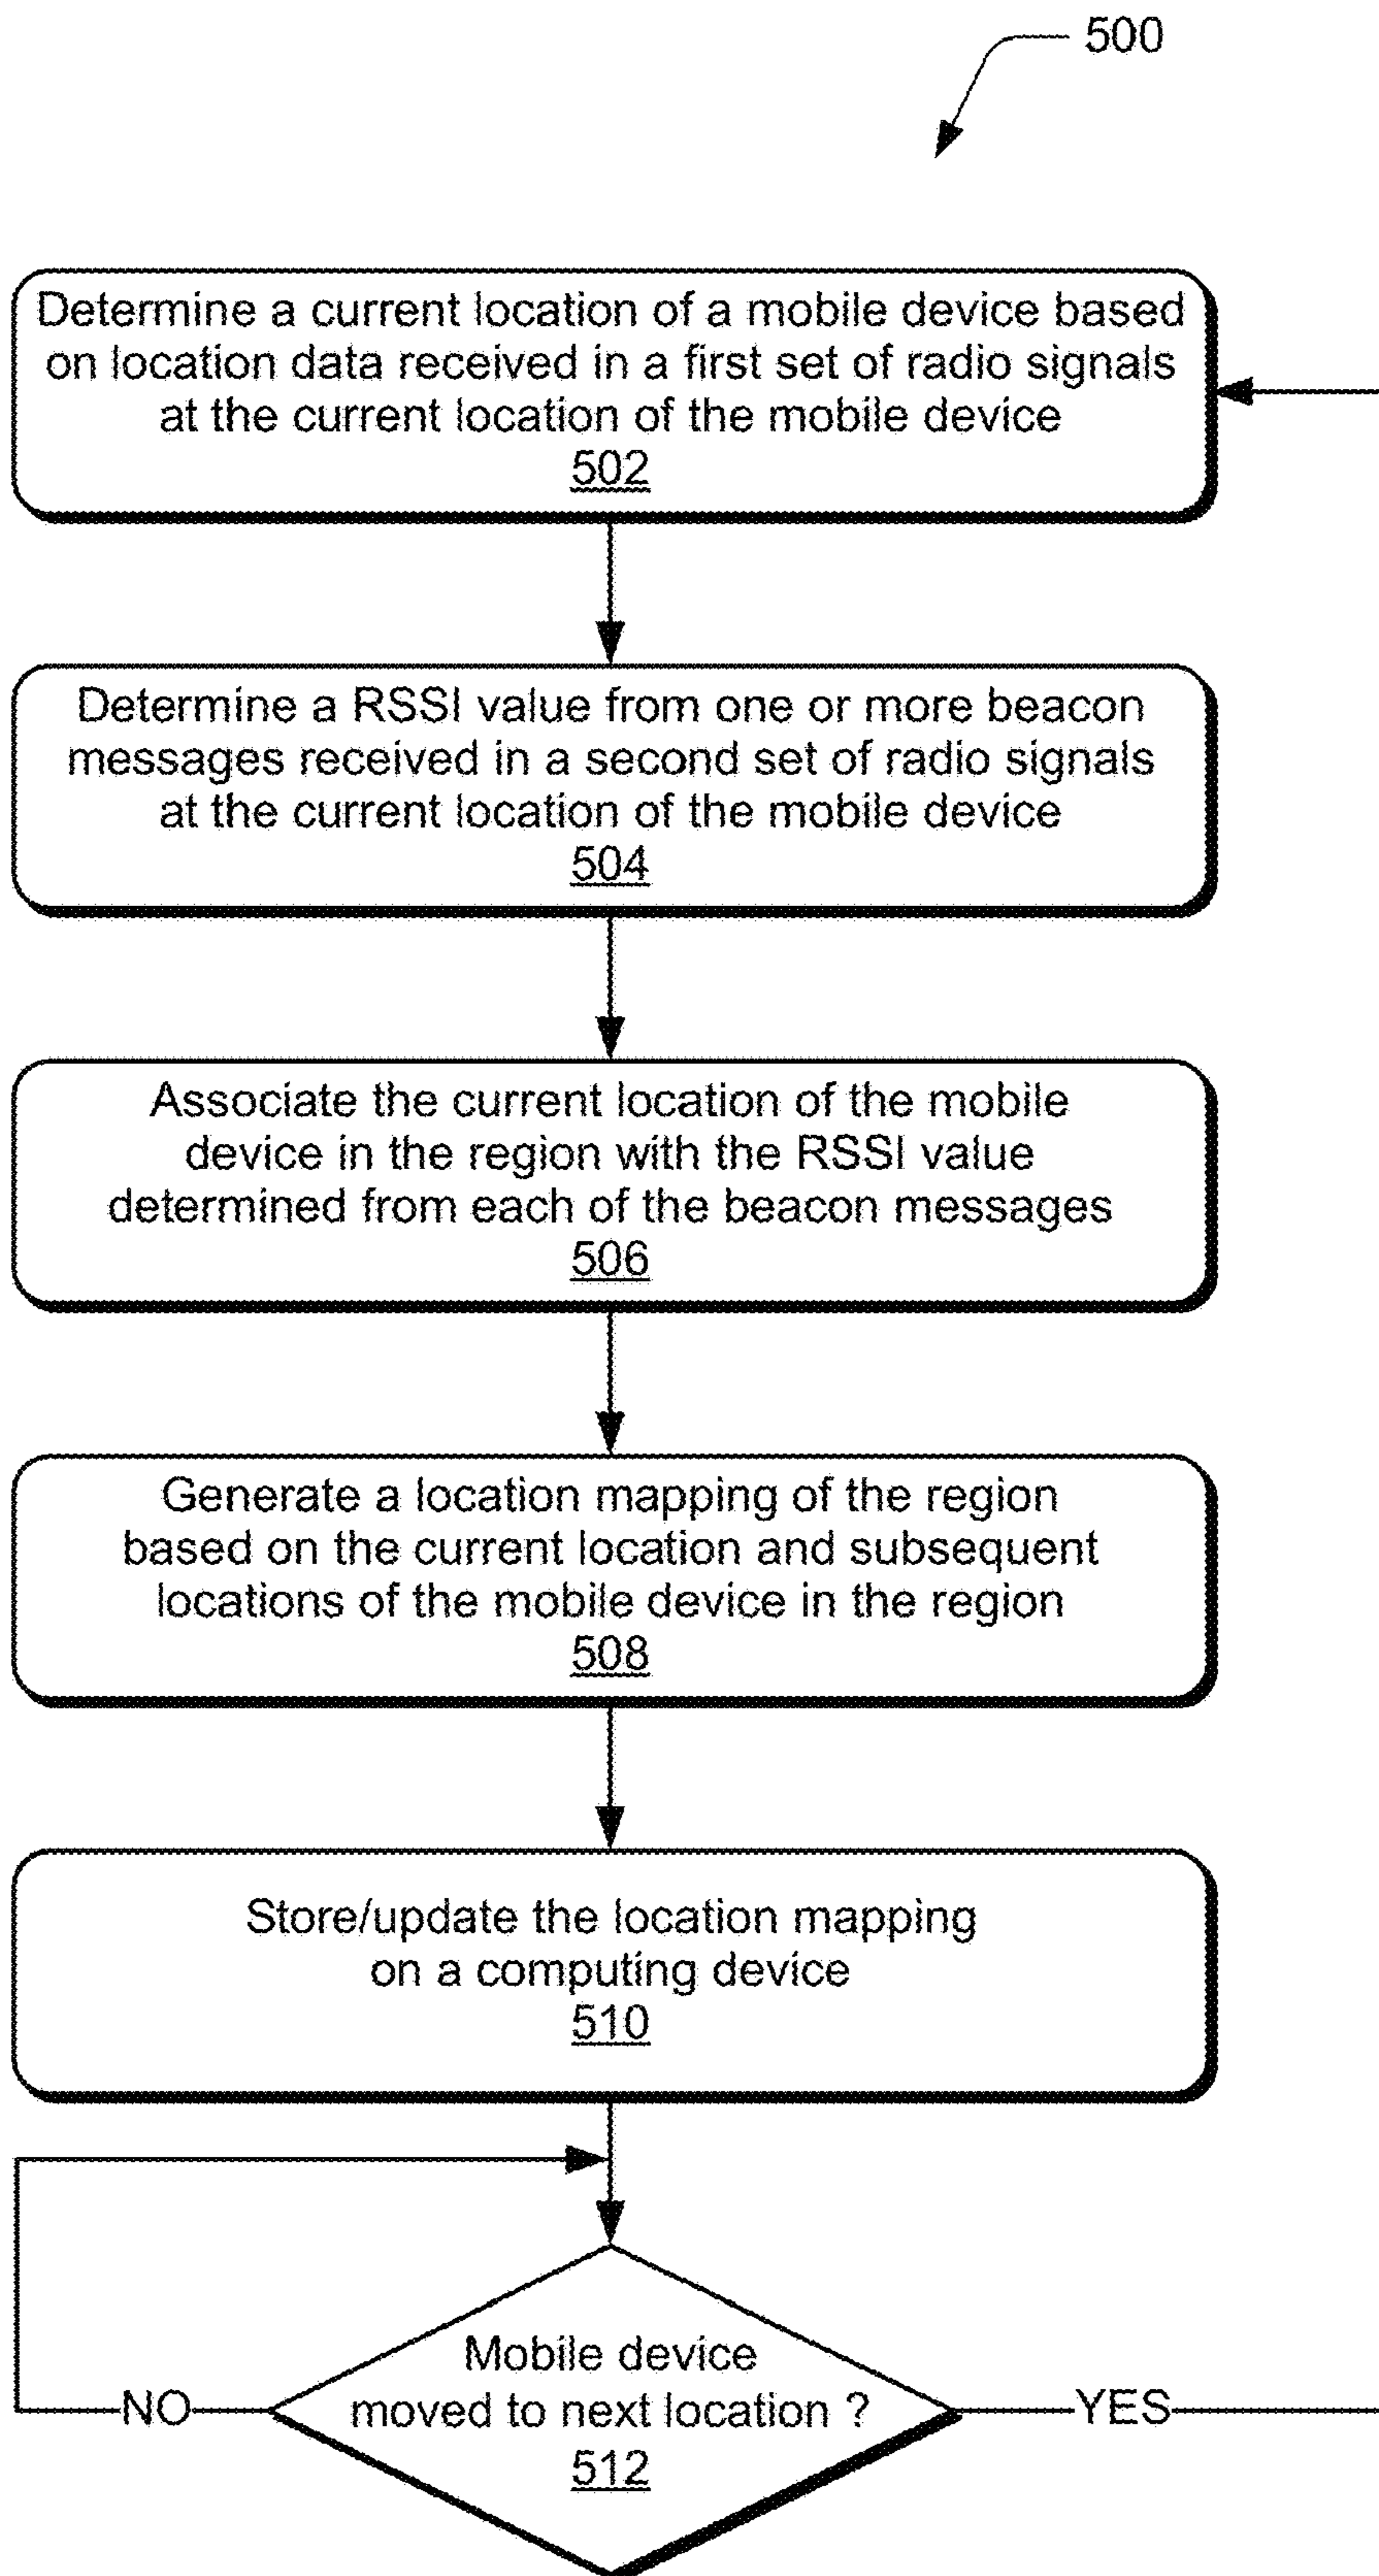 500
Determine a current location of a mobile device based
on location data received in a first set of radio signals
at the current location of the mobile device
502
Determine a RSSI value from one or more beacon
messages received in a second set of radio signals
at the current location of the mobile device
504
Associate the current location of the mobile
device in the region with the RSSI value
determined from each of the beacon messages
506
Generate a location mapping of the region
based on the current location and subsequent
locations of the mobile device in the region
508
Store/update the location mapping
on a computing device
510
Mobile device
moved to next location ?
512
NO
YES